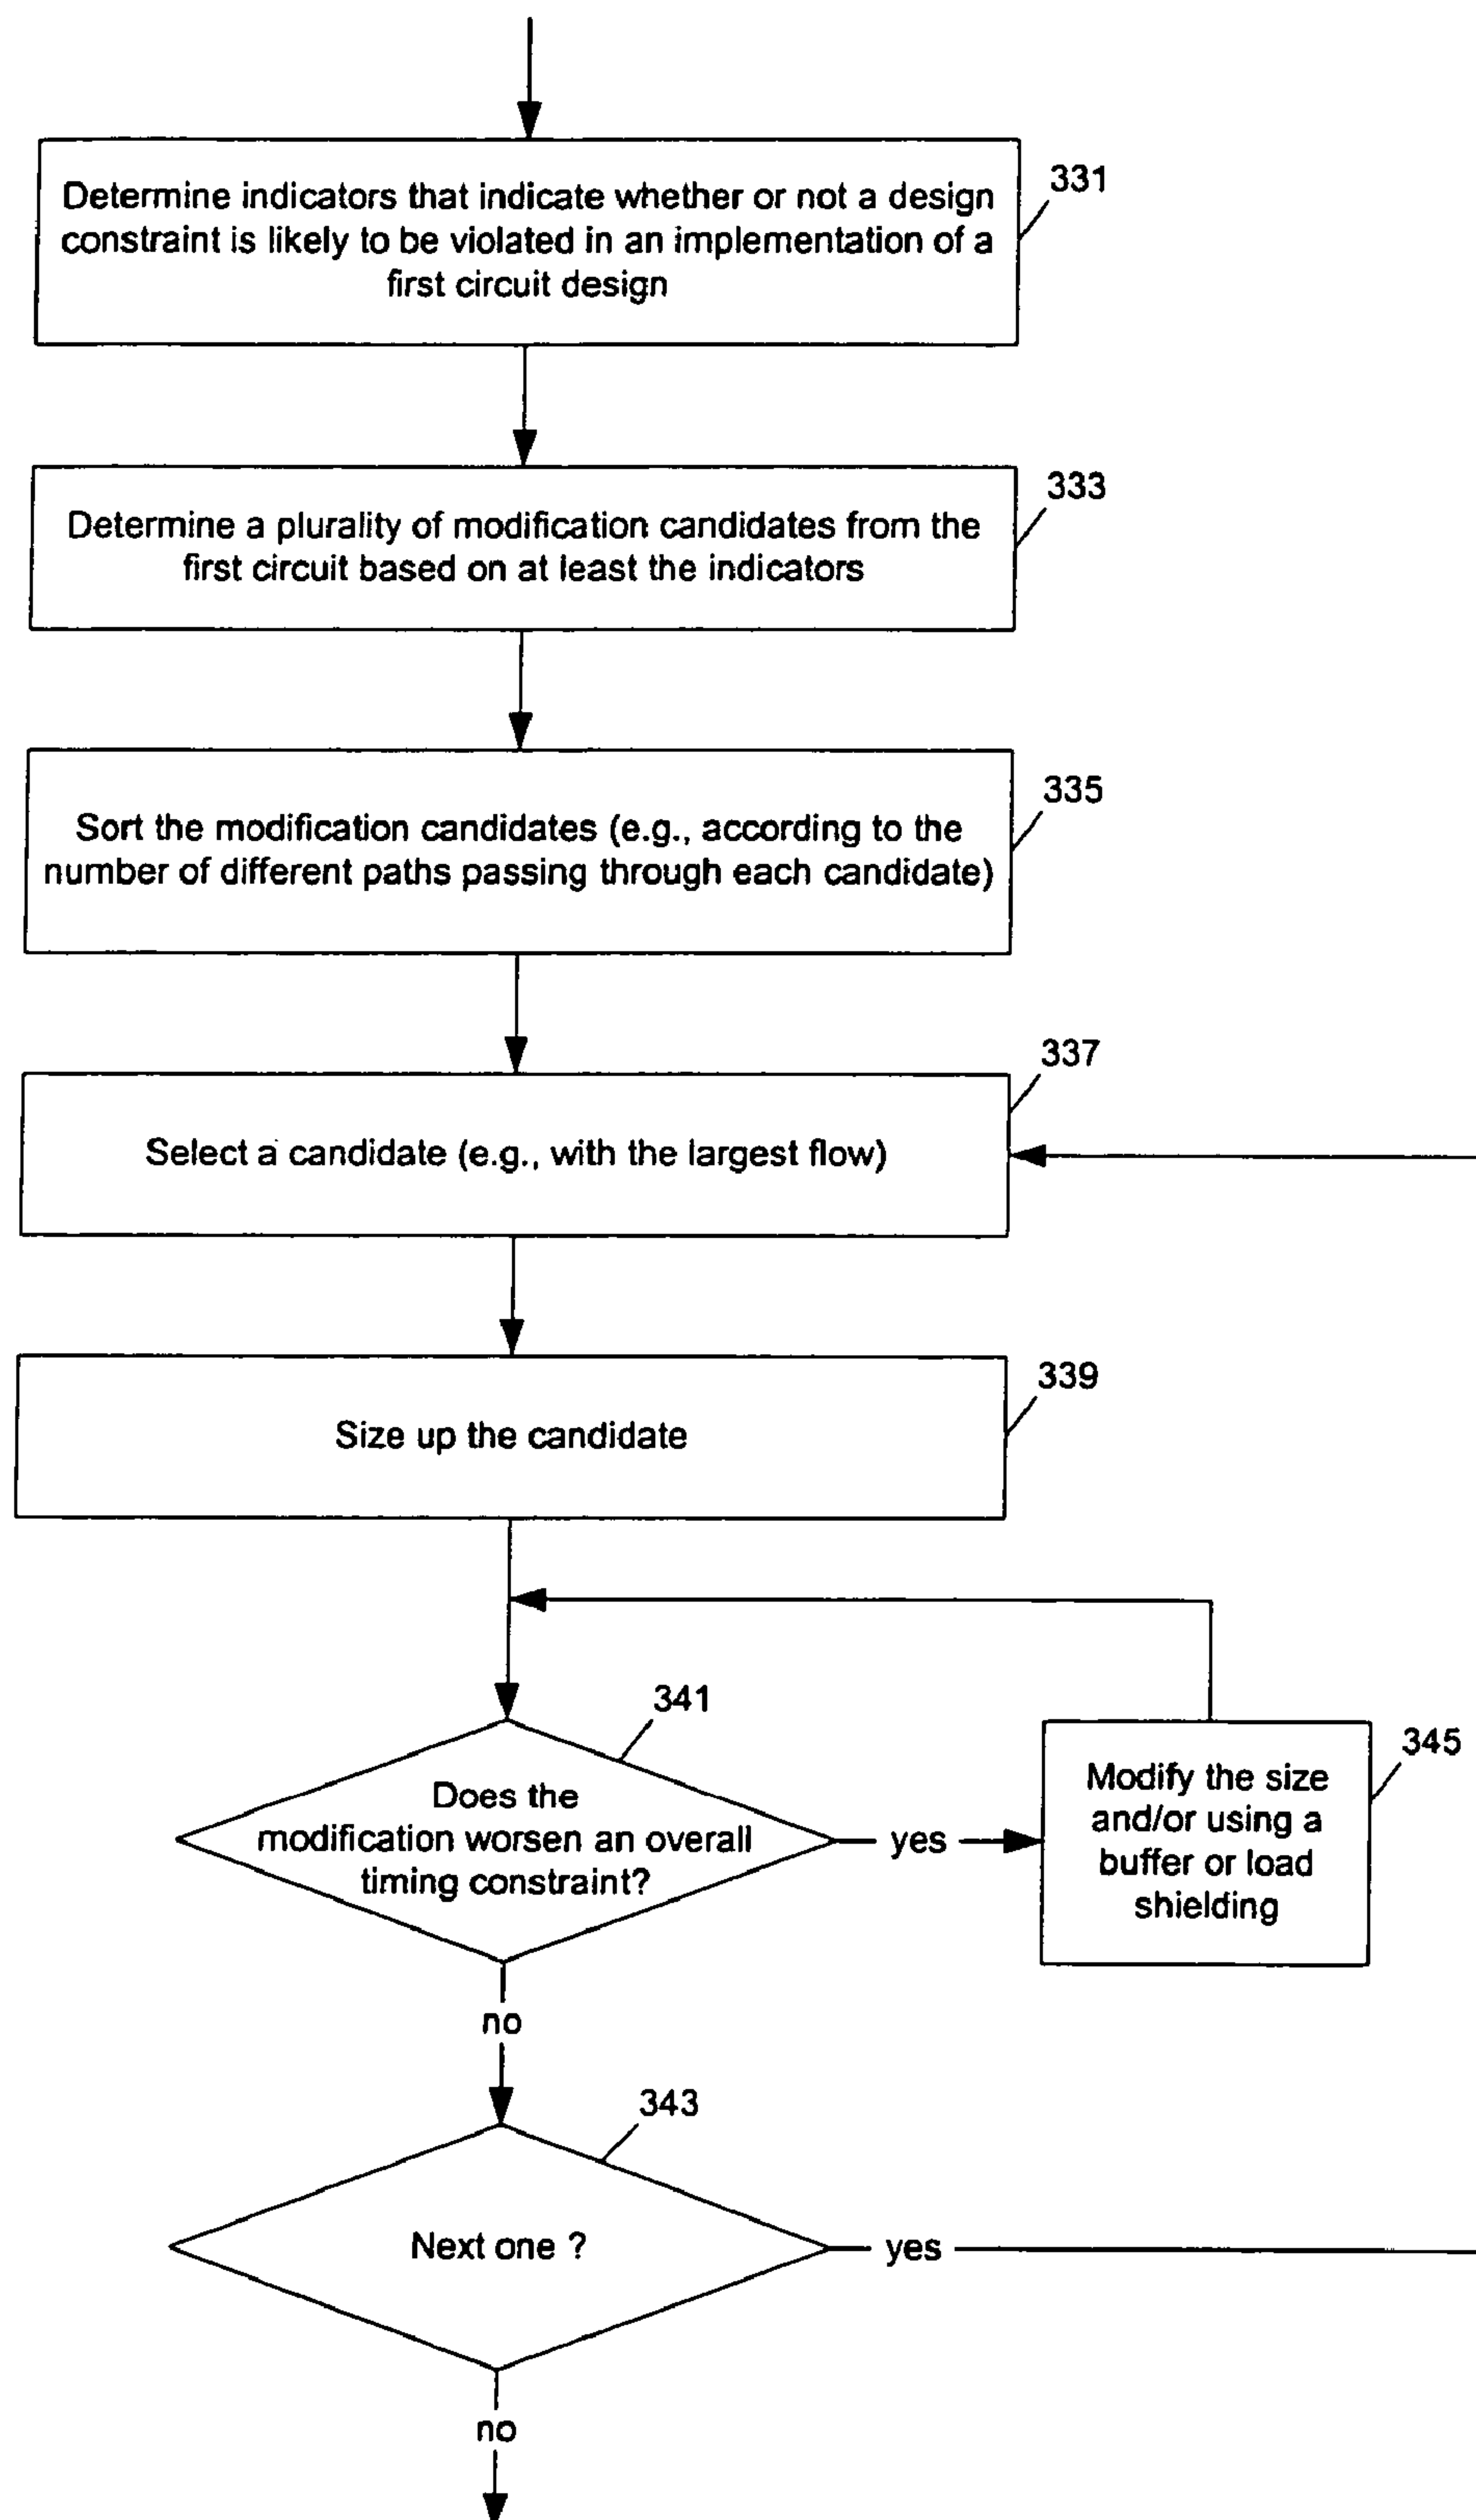 Determine indicators that indicate whether or not a design
constraint is likely to be violated in an implementation of a
first circuit design
331
Determine a plurality of modification candidates from the
first circuit based on at least the indicators
333
Sort the modification candidates (e.g., according to the
number of different paths passing through each candidate)
335
Select a candidate (e.g., with the largest flow)
337
Size up the candidate
339
341
Does the
modification worsen an overall
timing constraint?
yes
345
Modify the size
and/or using a
buffer or load
shielding
no
343
Next one ?
yes
no